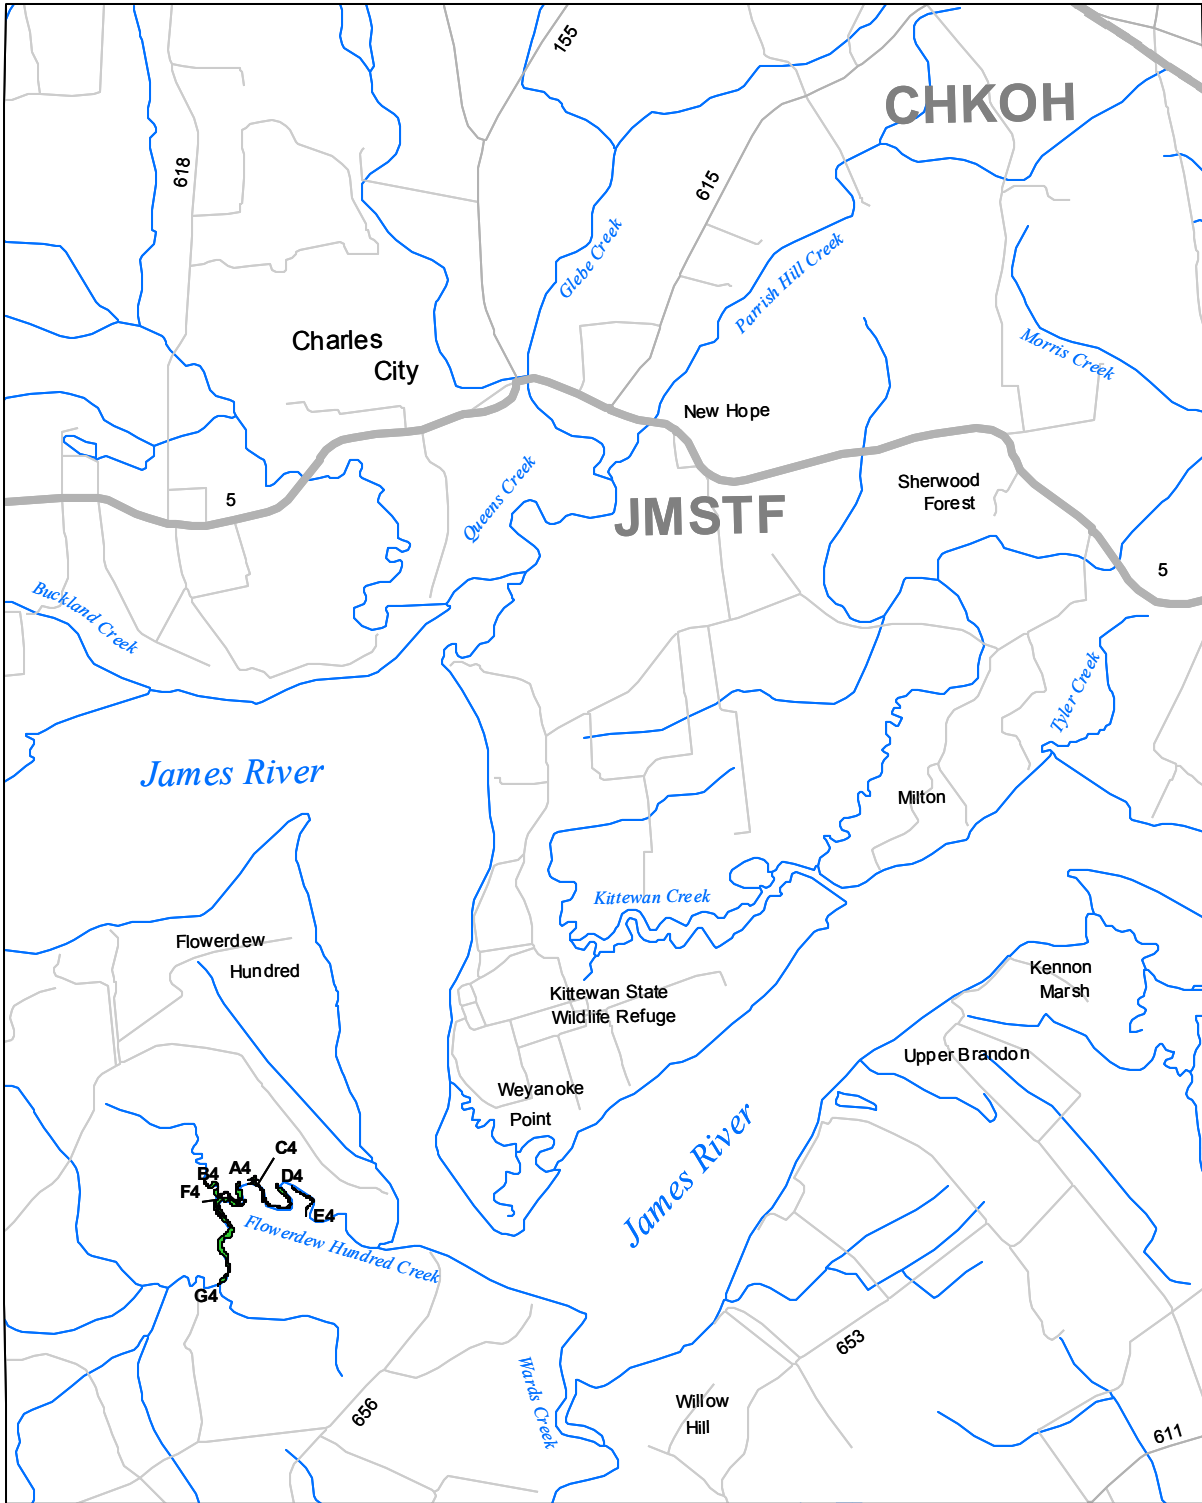 155
CHKOH
618
615
Glebe Creek
Parrish Hill Creek
Morris Creek
Charles
City
New Hope
Sherwood
Forest
5
Queens Creek
JMSTF
5
Buckland Creek
Tyler Creek
James River
Milton
Kittewan Creek
Flowerdew
Hundred
Kennon
Marsh
Kittewan State
Wildlife Refuge
Upper Brandon
Weyanoke
Point
James River
C4
B4
A4
D4
F4
E4
Flowerdew Hundred Creek
G4
653
Wards Creek
Willow
Hill
656
611